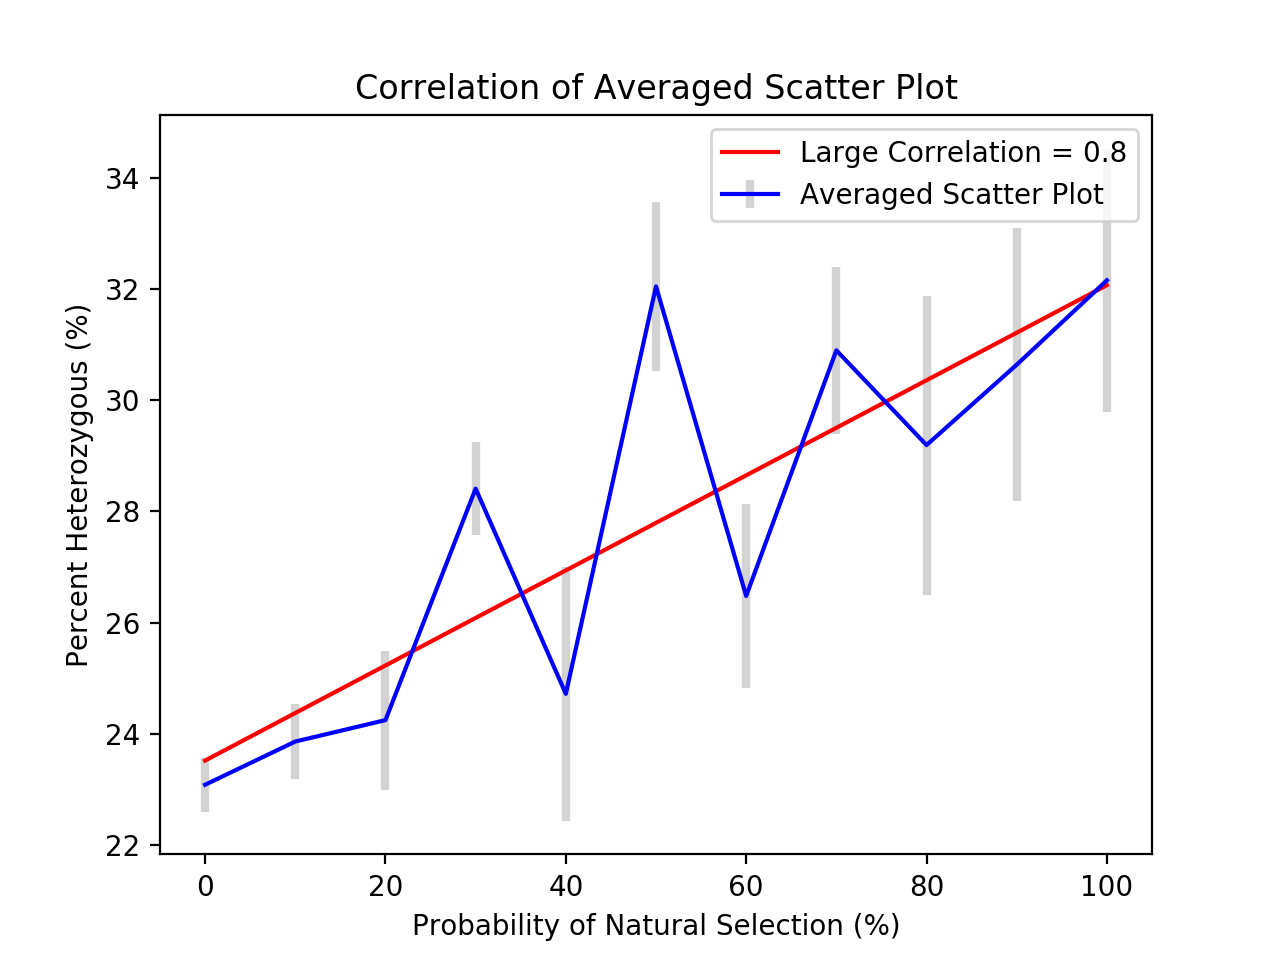 Correlation of Averaged Scatter Plot
Large Correlation = 0.8
Averaged Scatter Plot
34
32
30
28
26
24
22
Percent Heterozygous (%)
0 20 40 60 80 100
Probability of Natural Selection (%)